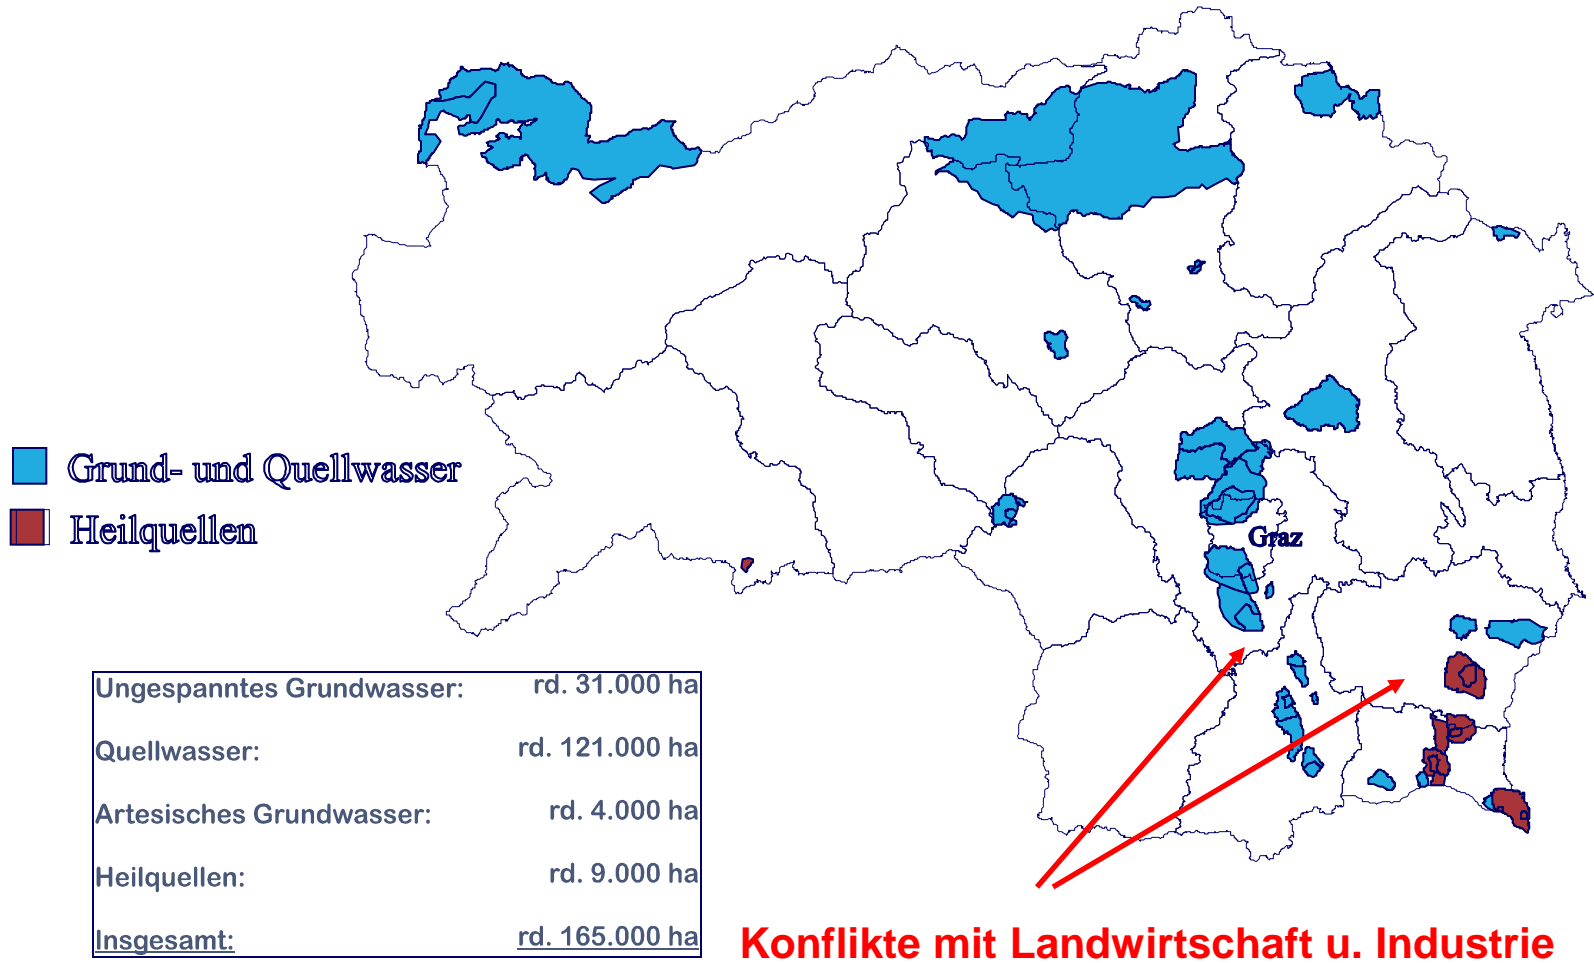 Grund- und Quellwasser
Heilquellen
Graz
Ungespanntes Grundwasser: rd. 31.000 ha
Quellwasser: rd. 121.000 ha
Artesisches Grundwasser: rd. 4.000 ha
Heilquellen: rd. 9.000 ha
Insgesamt: rd. 165.000 ha
Konflikte mit Landwirtschaft u. Industrie